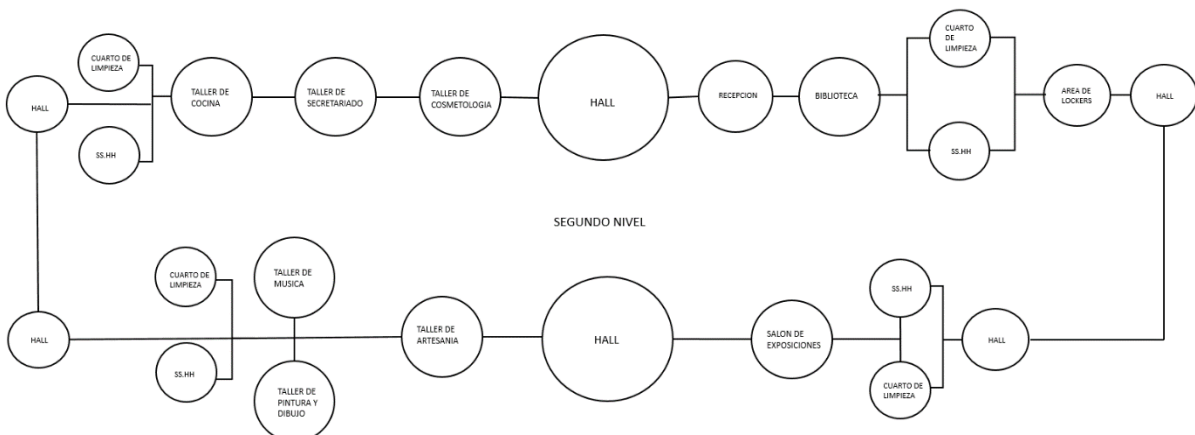 CUARTO DE
LIMPIEZA
HALL
SS.HH
TALLER DE
COCINA
TALLER DE
SECRETARIADO
TALLER DE
COSMETOLOGIA
HALL
RECEPCION
BIBLIOTECA
CUARTO
DE
LIMPIEZA
SS.HH
AREA DE
LOCKERS
HALL
SEGUNDO NIVEL
HALL
CUARTO DE
LIMPIEZA
SS.HH
TALLER DE
MUSICA
TALLER DE
PINTURA Y
DIBUJO
TALLER DE
ARTESANIA
HALL
SALON DE
EXPOSICIONES
SS.HH
CUARTO DE
LIMPIEZA
HALL